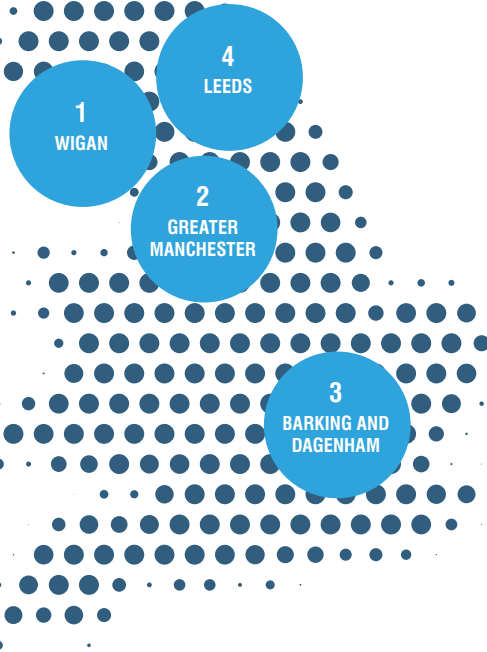 4
LEEDS
1
WIGAN
2
GREATER
MANCHESTER
3
BARKING AND
DAGENHAM